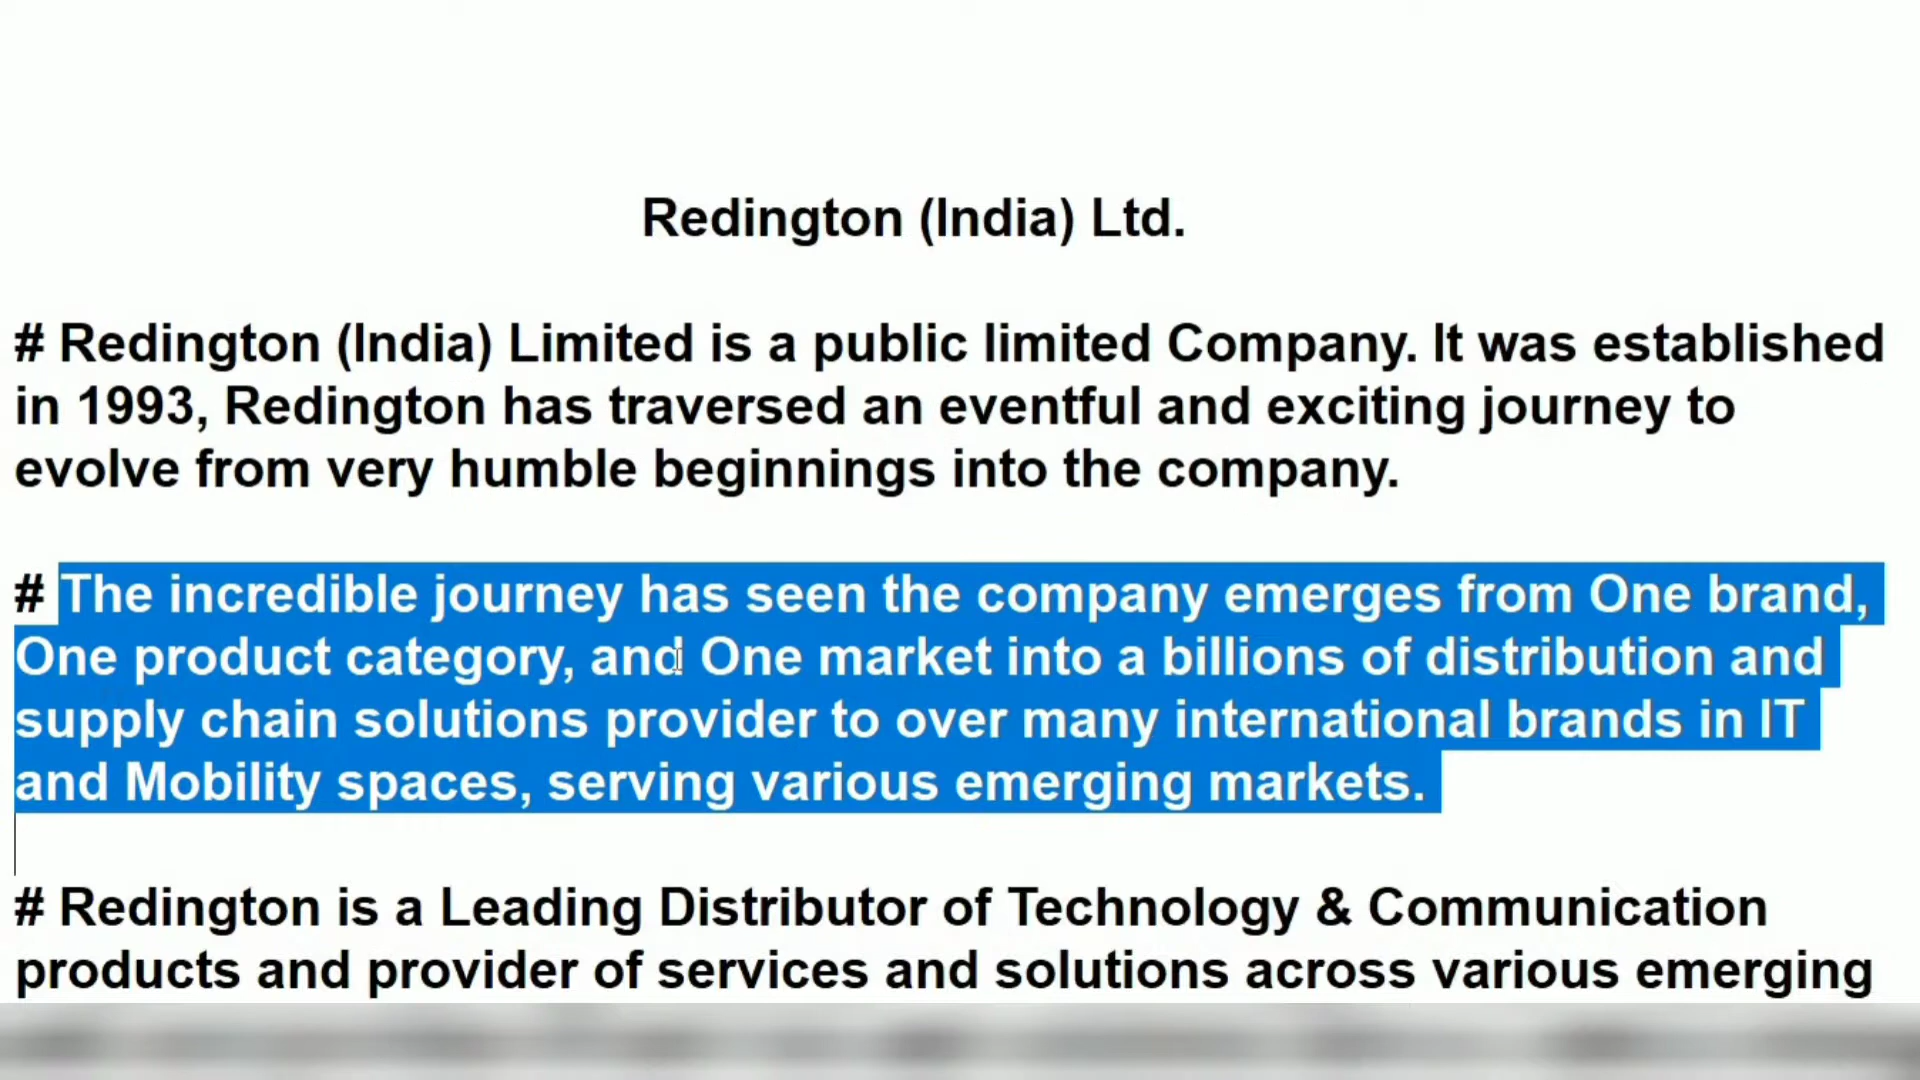 Redington (India) Ltd.
# Redington (India) Limited is a public limited Company. It was established
in 1993, Redington has traversed an eventful and exciting journey to
evolve from very humble beginnings into the company.
# The incredible journey has seen the company emerges from One brand,
One product category, and One market into a billions of distribution and
supply chain solutions provider to over many international brands in IT
and Mobility spaces, serving various emerging markets.
# Redington is a Leading Distributor of Technology & Communication
products and provider of services and solutions across various emerging